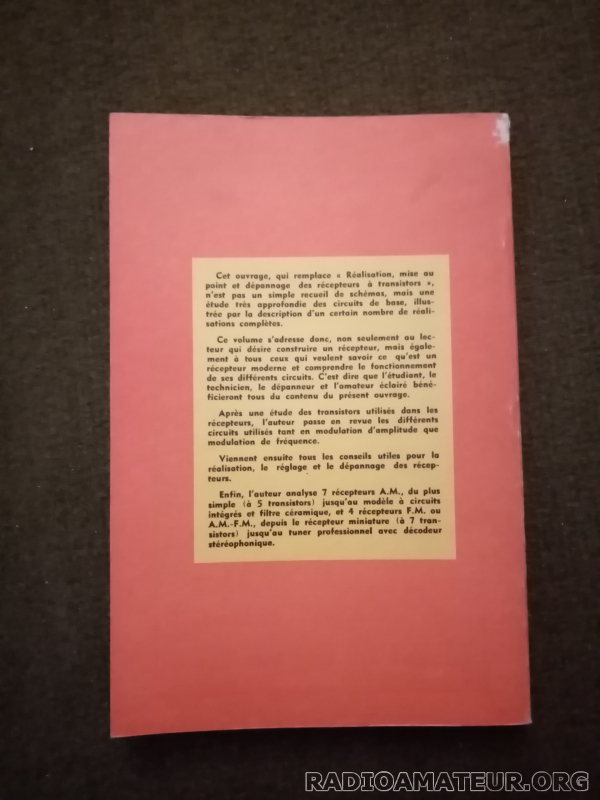 Cet ouvrage, qui remplace « Réalisation, mise au
point et dépannage des récepteurs à transistors »,
n'est pas un simple recueil de schémas, mais une
étude très approfondie des circuits de base, illus-
trée par la description d'un certain nombre de réali-
sations complètes.
Ce volume s'adresse donc, non seulement au lec-
teur qui désire construire un récepteur, mais égale-
ment à tous ceux qui veulent savoir ce qu'est un
récepteur moderne et comprendre le fonctionnement
de ses différents circuits. C'est dire que l'étudiant, le
technicien, le dépanneur et l'amateur éclairé béné-
ficieront tous du contenu du présent ouvrage.
Après une étude des transistors utilisés dans les
récepteurs, l'auteur passe en revue les différents
circuits utilisés tant en modulation d'amplitude que
modulation de fréquence.
Viennent ensuite tous les conseils utiles pour la
réalisation, le réglage et le dépannage des récep-
teurs.
Enfin, l'auteur analyse 7 récepteurs A.M., du plus
simple (à 5 transistors) jusqu'au modèle à circuits
intégrés et filtre céramique, et 4 récepteurs F.M. ou
A.M.-F.M., depuis le récepteur miniature (à 7 tran-
sistors) jusqu'au tuner professionnel avec décodeur
stéréophonique.
RADIOAMATEUR.ORG